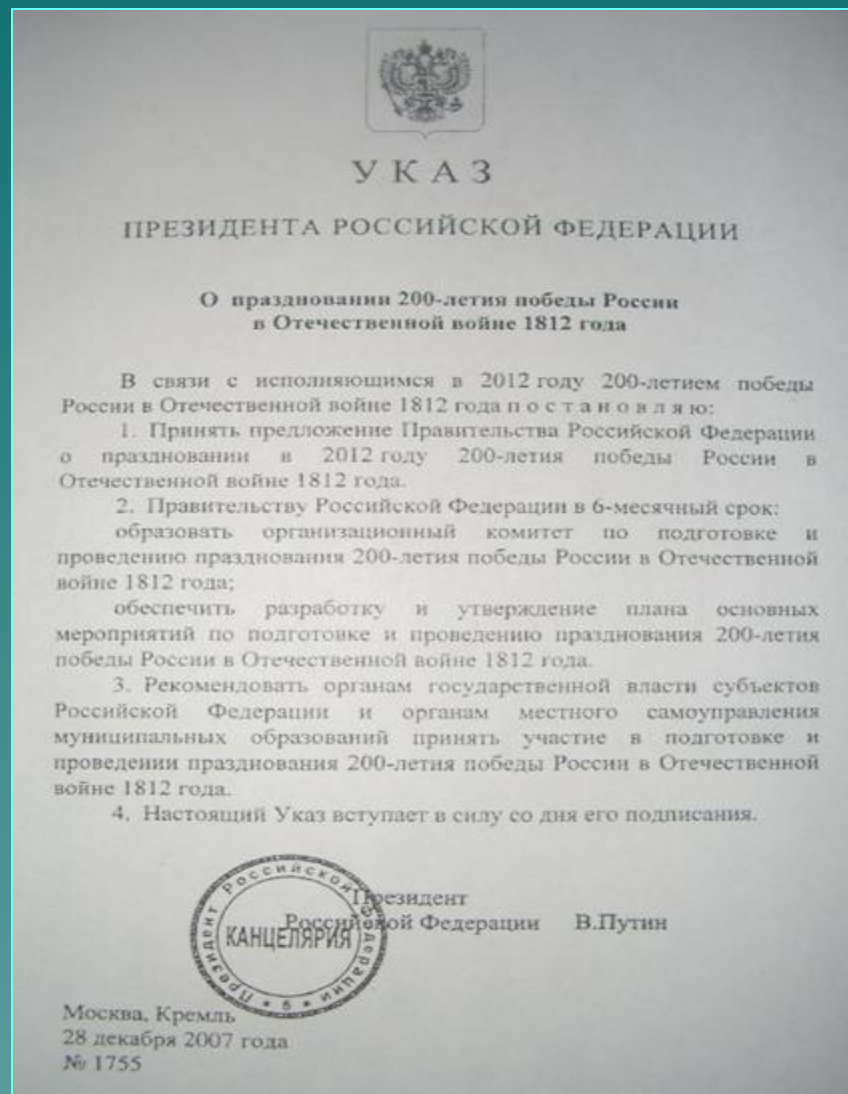 УКАЗ
ПРЕЗИДЕНТА РОССИЙСКОЙ ФЕДЕРАЦИИ
О праздновании 200-летия победы России
в Отечественной войне 1812 года
В связи с исполняющимся в 2012 году 200-летием победы
России в Отечественной войне 1812 года п о с т а н о в л я ю:
1. Принять предложение Правительства Российской Федерации
о праздновании в 2012 году 200-летия победы России в
Отечественной войне 1812 года.
2. Правительству Российской Федерации в 6-месячный срок:
образовать организационный комитет по подготовке и
проведению празднования 200-летия победы России в Отечественной
войне 1812 года;
обеспечить разработку и утверждение плана основных
мероприятий по подготовке и проведению празднования 200-летия
победы России в Отечественной войне 1812 года.
3. Рекомендовать органам государственной власти субъектов
Российской Федерации и органам местного самоуправления
муниципальных образований принять участие в подготовке и
проведении празднования 200-летия победы России в Отечественной
войне 1812 года.
4. Настоящий Указ вступает в силу со дня его подписания.
Президент
Российской Федерации В.Путин
Президент Российской Федерации * 9 *
КАНЦЕЛЯРИЯ
Москва, Кремль
28 декабря 2007 года
№ 1755